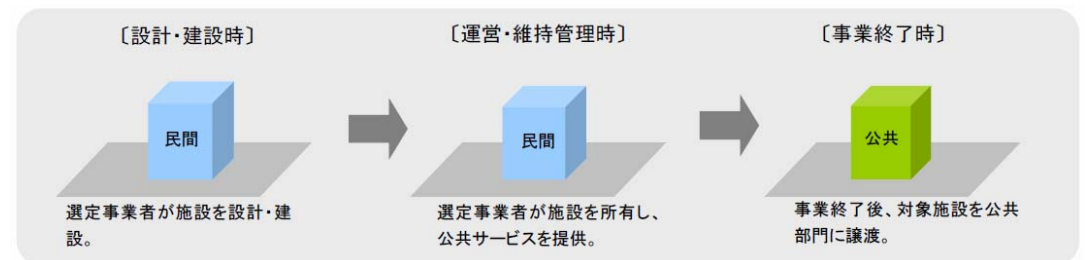 〔設計・建設時〕
〔運営・維持管理時〕
〔事業終了時〕
民間
民間
公共
選定事業者が施設を設計・建
設。
選定事業者が施設を所有し、
公共サービスを提供。
事業終了後、対象施設を公共
部門に譲渡。